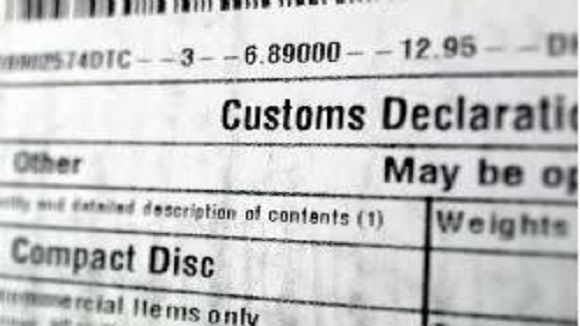 --3--6.89000--12.95--
Customs Declaratio
Other
May be op
detailed description of contents (1)
Weights
Compact Disc
items only